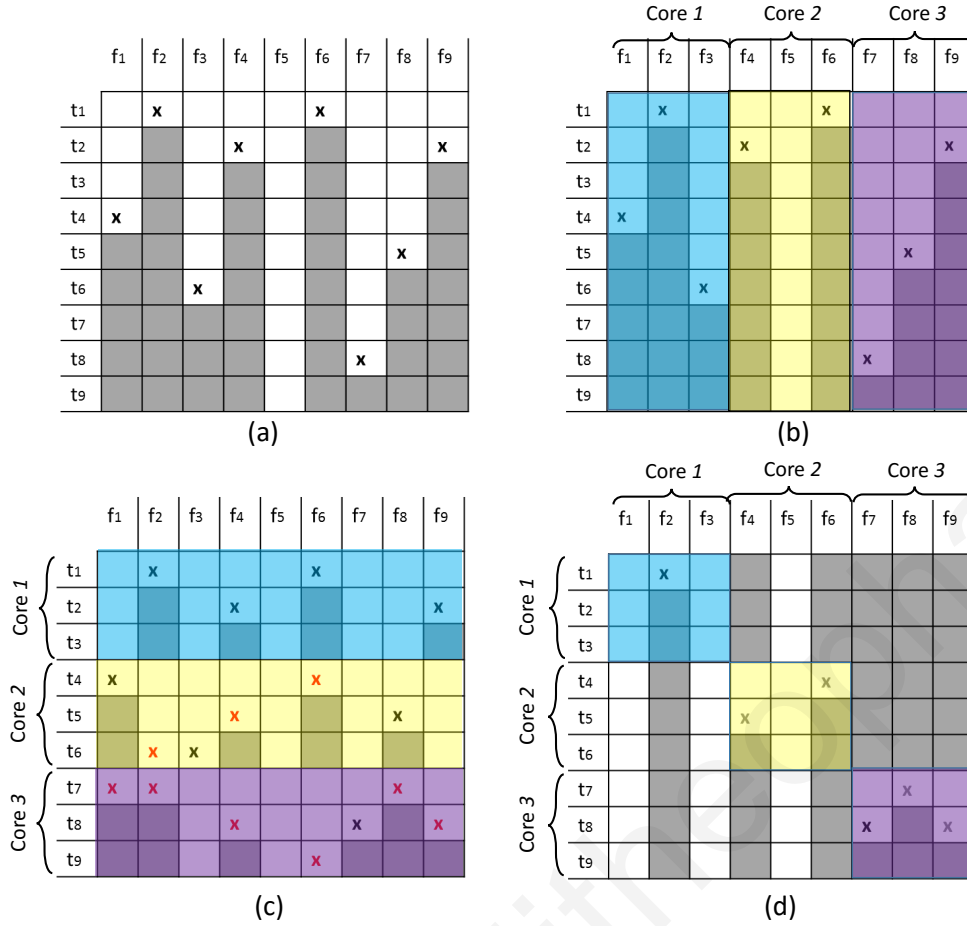 Core 1 Core 2 Core 3
f1 f2 f3 f4 f5 f6 f7 f8 f9
f1 f2 f3 f4 f5 f6 f7 f8 f9
t1 x x
t2 x x x
t3
t4 x
t5 x
t6 x
t7
t8 x
t9
(a)
t1 x x
t2 x x
t3
t4 x
t5 x
t6 x
t7
t8 x
t9
(b)
Core 1 Core 2 Core 3
f1 f2 f3 f4 f5 f6 f7 f8 f9
f1 f2 f3 f4 f5 f6 f7 f8 f9
Core 1
t1 x x
t2 x x
t3
Core 2
t4 x x
t5 x x
t6 x x
Core 3
t7 x x x
t8 x x x
t9 x
(c)
Core 1
t1 x
t2
t3
Core 2
t4 x
t5 x
t6
Core 3
t7 x
t8 x x
t9
(d)